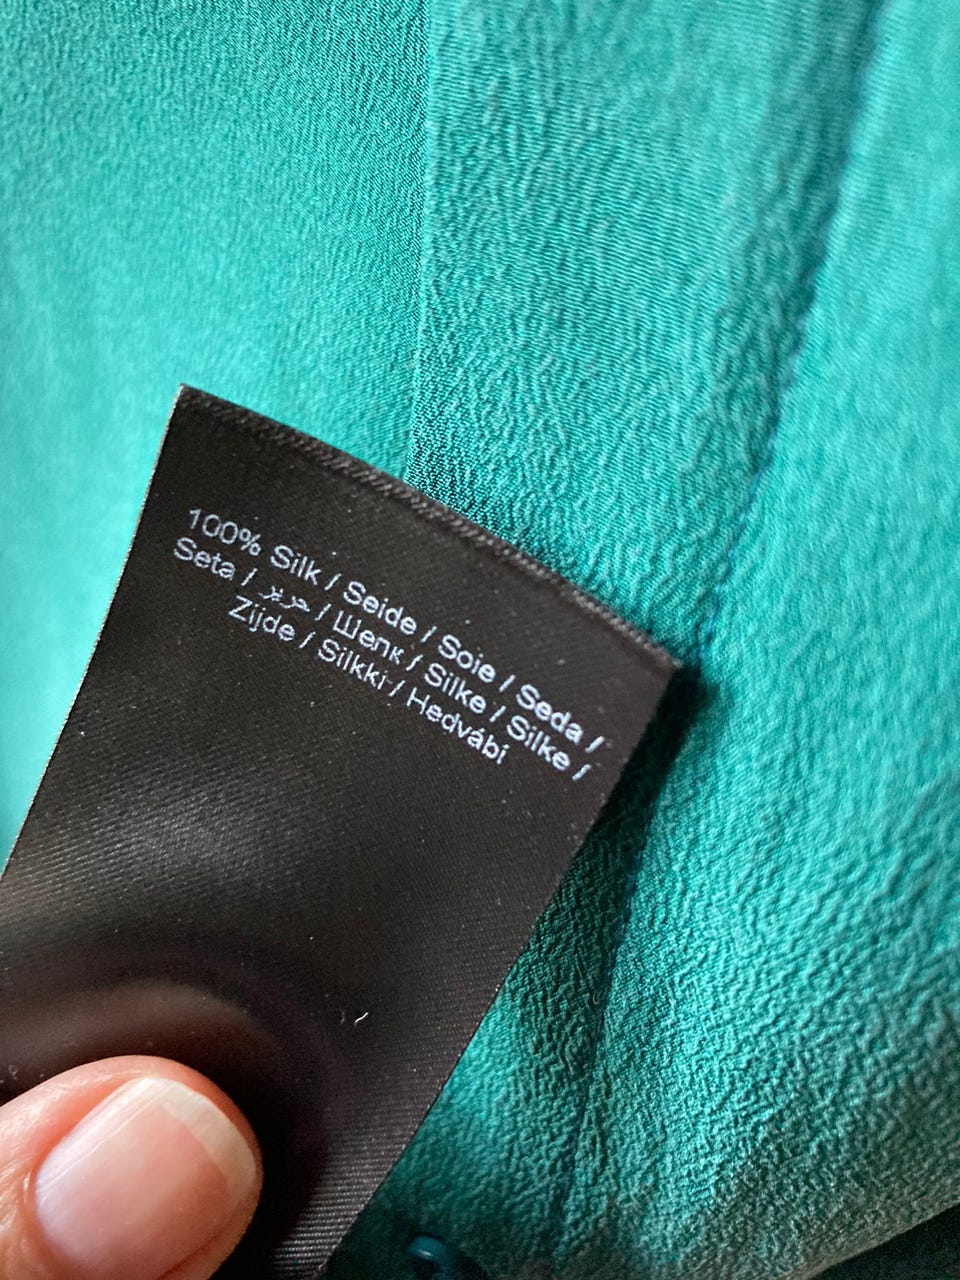 100% Silk / Seide / Soie / Seda /
Seta / حرير / Шелк / Silke / Silke /
Zijde / Silkki / Hedvábí